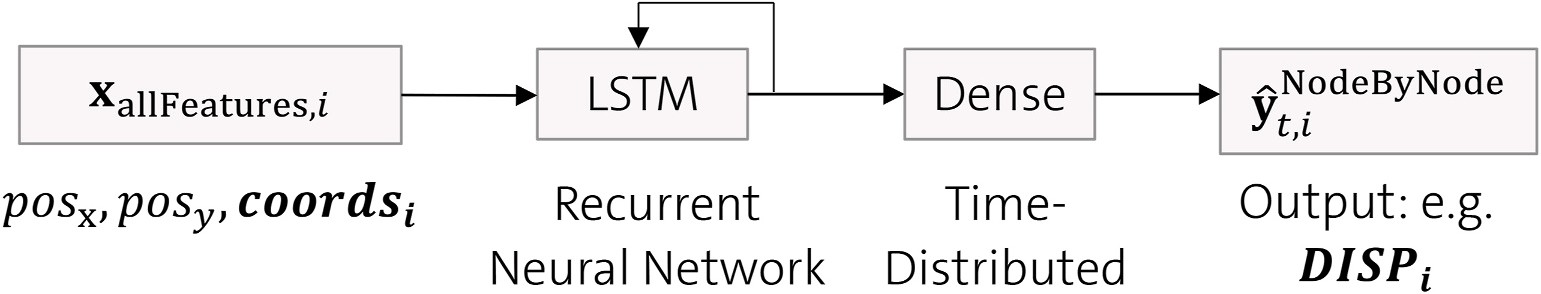 x_allFeatures,i
LSTM
Dense
ŷ_t,i^NodeByNode
pos_x, pos_y, coords_i
Recurrent
Neural Network
Time-
Distributed
Output: e.g.
DISP_i